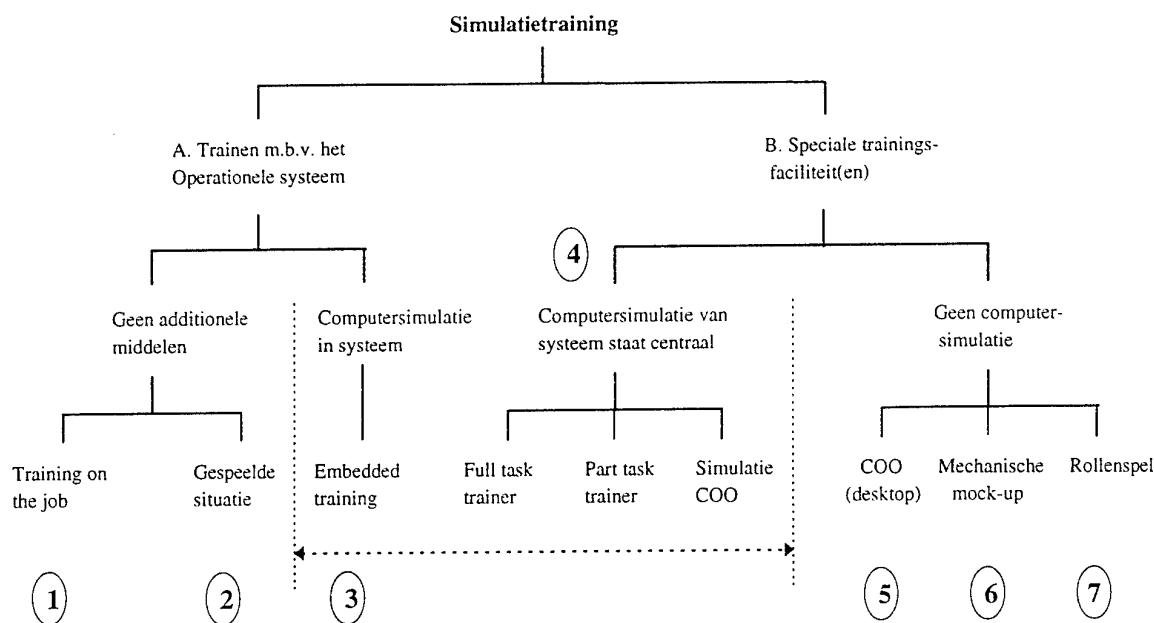 Simulatietraining
A. Trainen m.b.v. het
Operationele systeem
B. Speciale trainings-
faciliteit(en)
4
Geen additionele
middelen
Computersimulatie
in systeem
Computersimulatie van
systeem staat centraal
Geen computer-
simulatie
Training on
the job
Gespeelde
situatie
Embedded
training
Full task
trainer
Part task
trainer
Simulatie
COO
COO
(desktop)
Mechanische
mock-up
Rollenspel
1
2
3
5
6
7